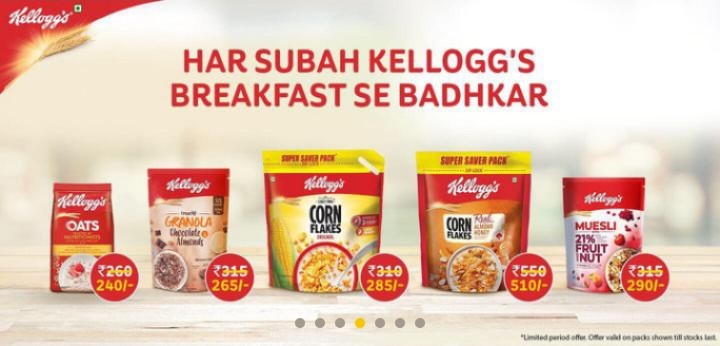 Kellogg's
HAR SUBAH KELLOGG'S
BREAKFAST SE BADHKAR
Kellogg's
OATS
₹260
240/-
Kellogg's
GRANOLA
Chocolate &
Almonds
₹315
265/-
SUPER SAVER PACK
Kellogg's
CORN
FLAKES
ORIGINAL
₹310
285/-
SUPER SAVER PACK
Kellogg's
CORN
FLAKES
Real
ALMOND
HONEY
₹550
510/-
Kellogg's
MUESLI
21%
FRUIT
NUT
₹315
290/-
*Limited period offer. Offer valid on packs shown till stocks last.